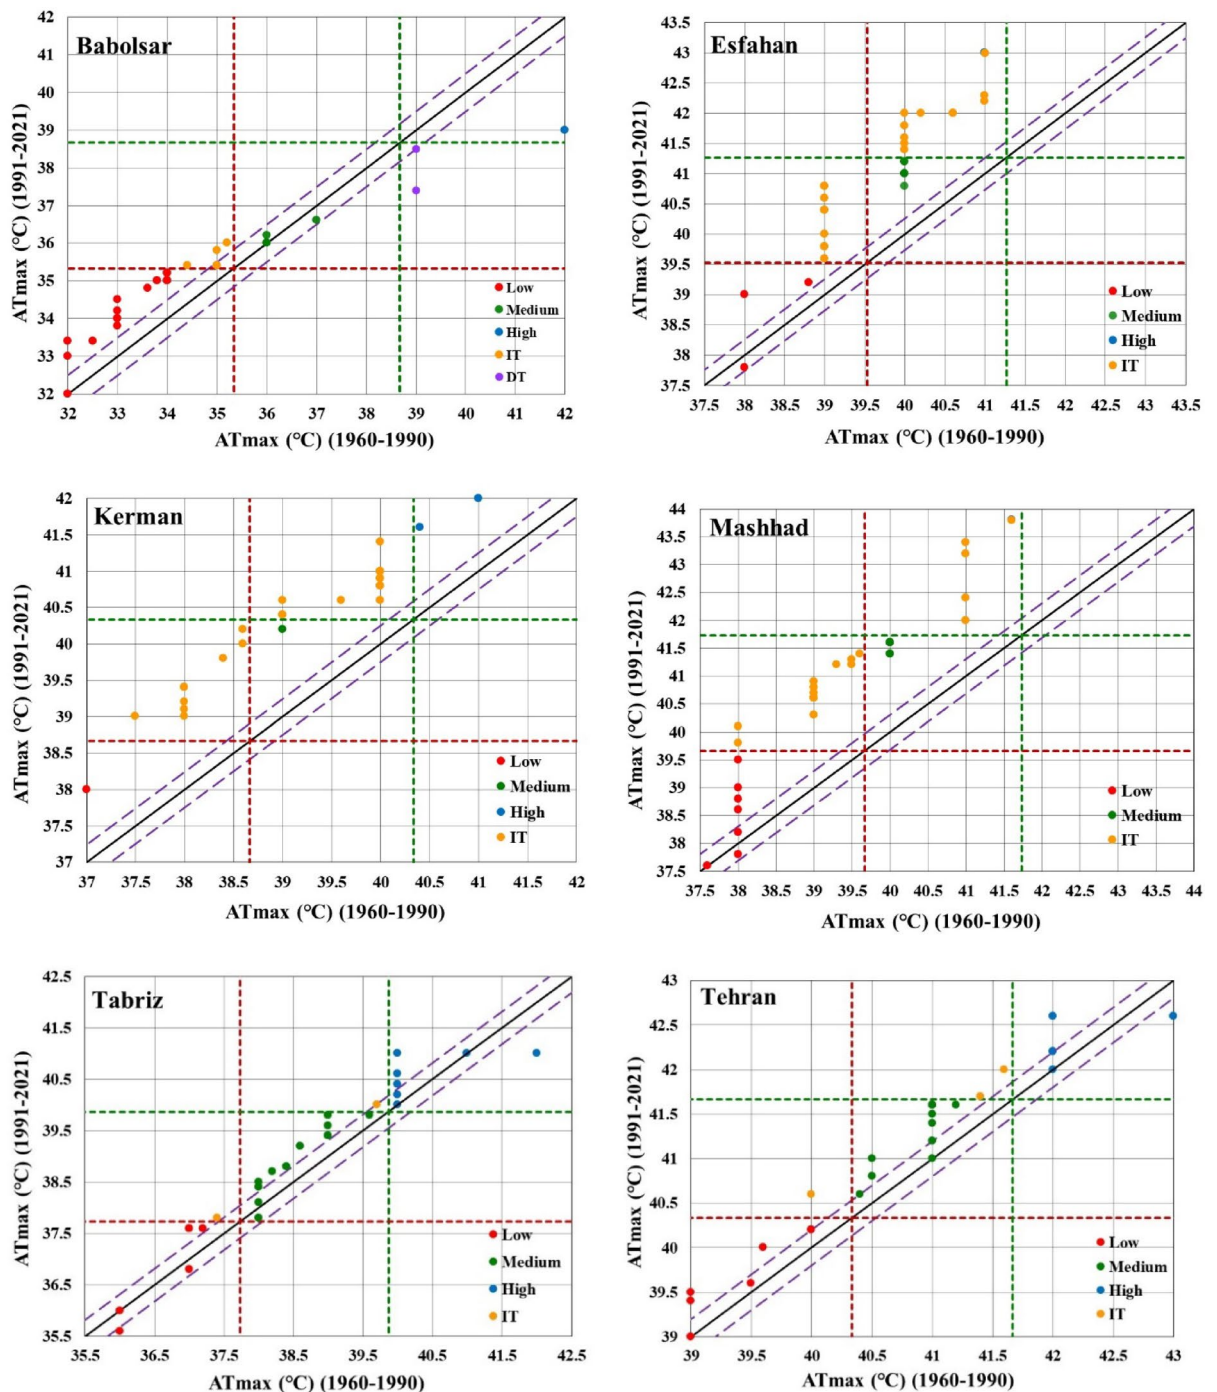 Babolsar
ATmax (°C) (1991-2021)
42
41
40
39
38
37
36
35
34
33
32
32 33 34 35 36 37 38 39 40 41 42
ATmax (°C) (1960-1990)
Low
Medium
High
IT
DT
Esfahan
ATmax (°C) (1991-2021)
43.5
43
42.5
42
41.5
41
40.5
40
39.5
39
38.5
38
37.5
37.5 38 38.5 39 39.5 40 40.5 41 41.5 42 42.5 43 43.5
ATmax (°C) (1960-1990)
Low
Medium
High
IT
Kerman
ATmax (°C) (1991-2021)
42
41.5
41
40.5
40
39.5
39
38.5
38
37.5
37
37 37.5 38 38.5 39 39.5 40 40.5 41 41.5 42
ATmax (°C) (1960-1990)
Low
Medium
High
IT
Mashhad
ATmax (°C) (1991-2021)
44
43.5
43
42.5
42
41.5
41
40.5
40
39.5
39
38.5
38
37.5
37.5 38 38.5 39 39.5 40 40.5 41 41.5 42 42.5 43 43.5 44
ATmax (°C) (1960-1990)
Low
Medium
IT
Tabriz
ATmax (°C) (1991-2021)
42.5
41.5
40.5
39.5
38.5
37.5
36.5
35.5
35.5 36.5 37.5 38.5 39.5 40.5 41.5 42.5
ATmax (°C) (1960-1990)
Low
Medium
High
IT
Tehran
ATmax (°C) (1991-2021)
43
42.5
42
41.5
41
40.5
40
39.5
39
39 39.5 40 40.5 41 41.5 42 42.5 43
ATmax (°C) (1960-1990)
Low
Medium
High
IT